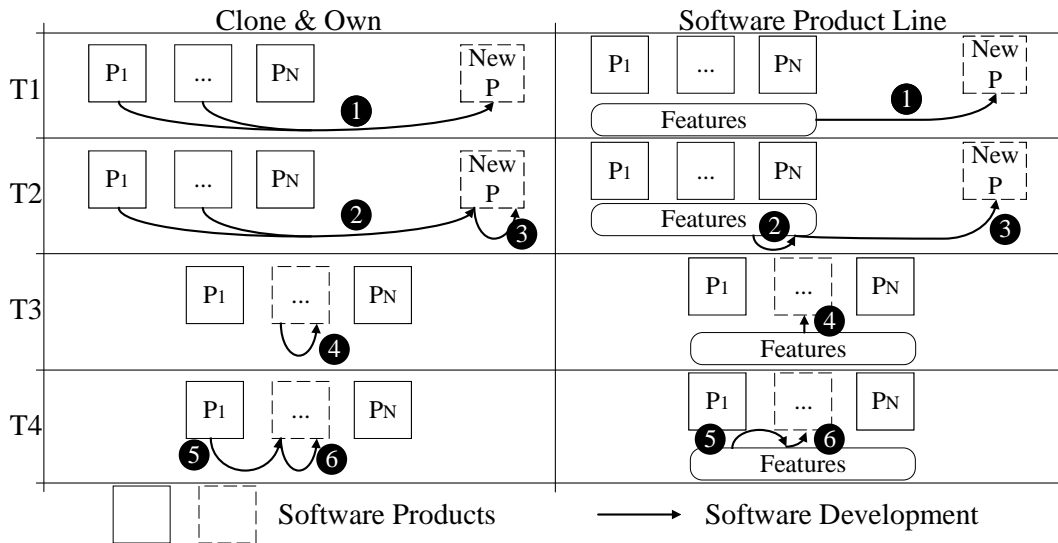 Clone & Own
Software Product Line
T1
P1
...
PN
New
P
1
P1
...
PN
Features
New
P
1
T2
P1
...
PN
New
P
2
3
P1
...
PN
Features
New
P
2
3
T3
P1
...
PN
4
P1
...
PN
4
Features
T4
P1
...
PN
5
6
P1
...
PN
5
6
Features
Software Products
Software Development